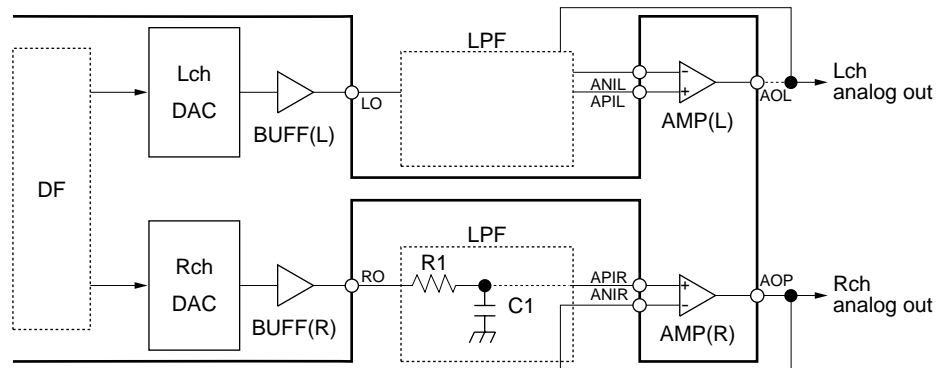 LPF
Lch
DAC
BUFF(L)
LO
ANIL
APIL
AMP(L)
AOL
Lch
analog out
DF
LPF
Rch
DAC
BUFF(R)
RO
R1
C1
APIR
ANIR
AMP(R)
AOP
Rch
analog out